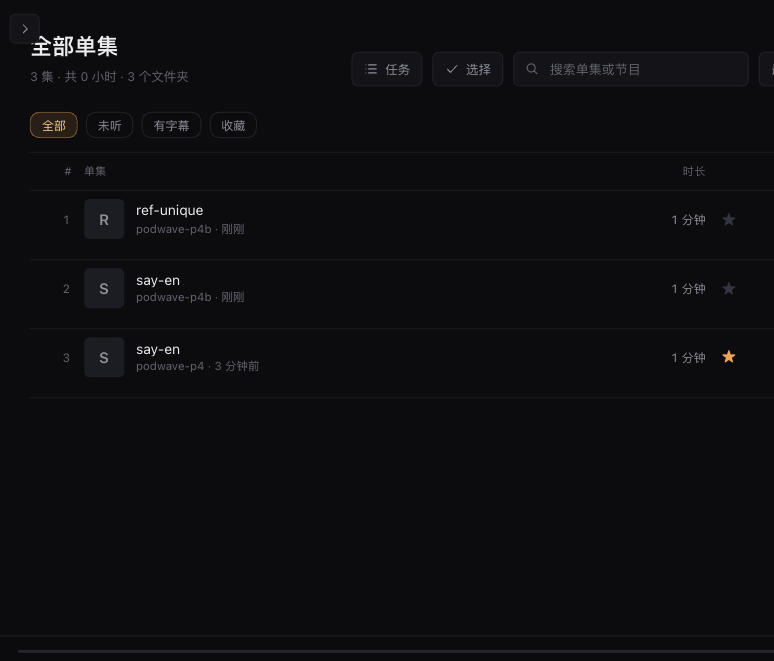 全部单集
3 集 · 共 0 小时 · 3 个文件夹
任务 选择 搜索单集或节目
全部 未听 有字幕 收藏
# 单集 时长
1 R ref-unique 1 分钟
podwave-p4b · 刚刚
2 S say-en 1 分钟
podwave-p4b · 刚刚
3 S say-en 1 分钟
podwave-p4 · 3 分钟前